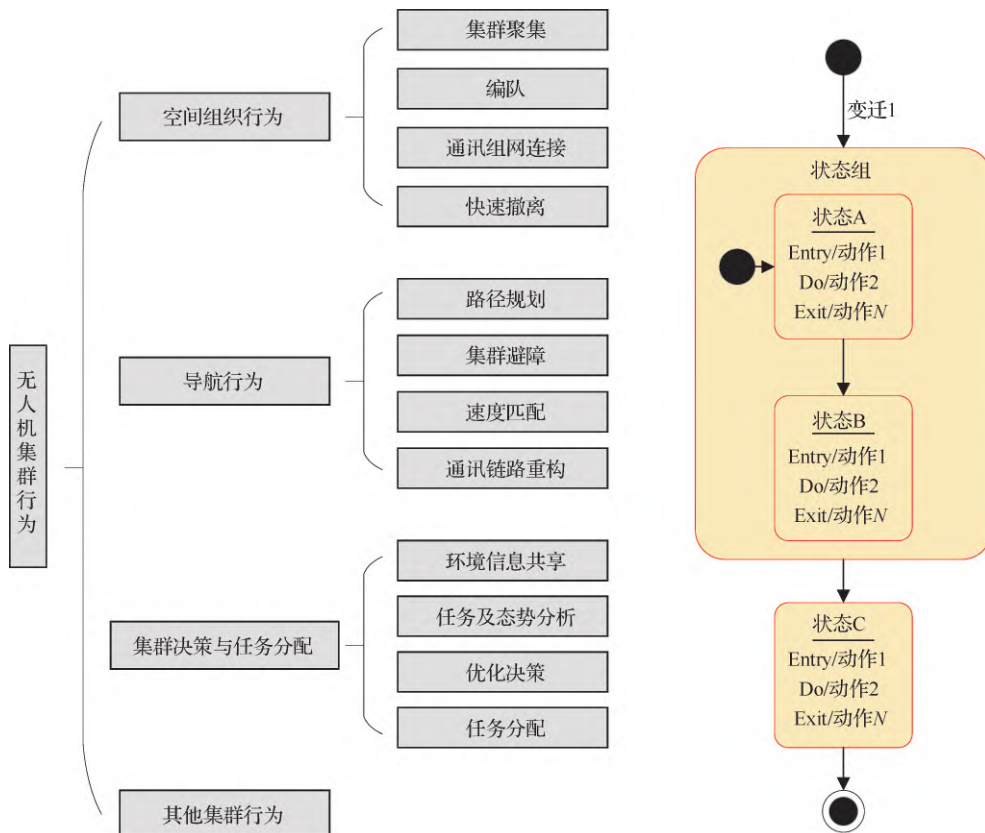 无人机集群行为
空间组织行为
集群聚集
编队
通讯组网连接
快速撤离
导航行为
路径规划
集群避障
速度匹配
通讯链路重构
集群决策与任务分配
环境信息共享
任务及态势分析
优化决策
任务分配
其他集群行为
变迁1
状态组
状态A
Entry/动作1
Do/动作2
Exit/动作N
状态B
Entry/动作1
Do/动作2
Exit/动作N
状态C
Entry/动作1
Do/动作2
Exit/动作N